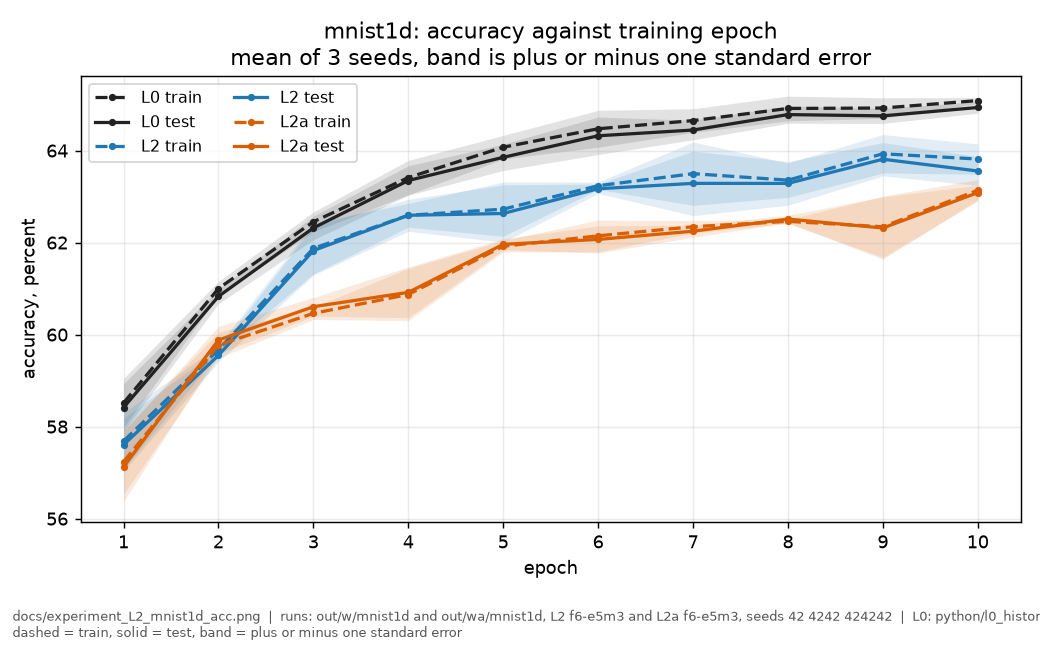 mnist1d: accuracy against training epoch
mean of 3 seeds, band is plus or minus one standard error
L0 train
L0 test
L2 train
L2 test
L2a train
L2a test
accuracy, percent
64
62
60
58
56
1 2 3 4 5 6 7 8 9 10
epoch
docs/experiment_L2_mnist1d_acc.png | runs: out/w/mnist1d and out/wa/mnist1d, L2 f6-e5m3 and L2a f6-e5m3, seeds 42 4242 424242 | L0: python/l0_histor
dashed = train, solid = test, band = plus or minus one standard error